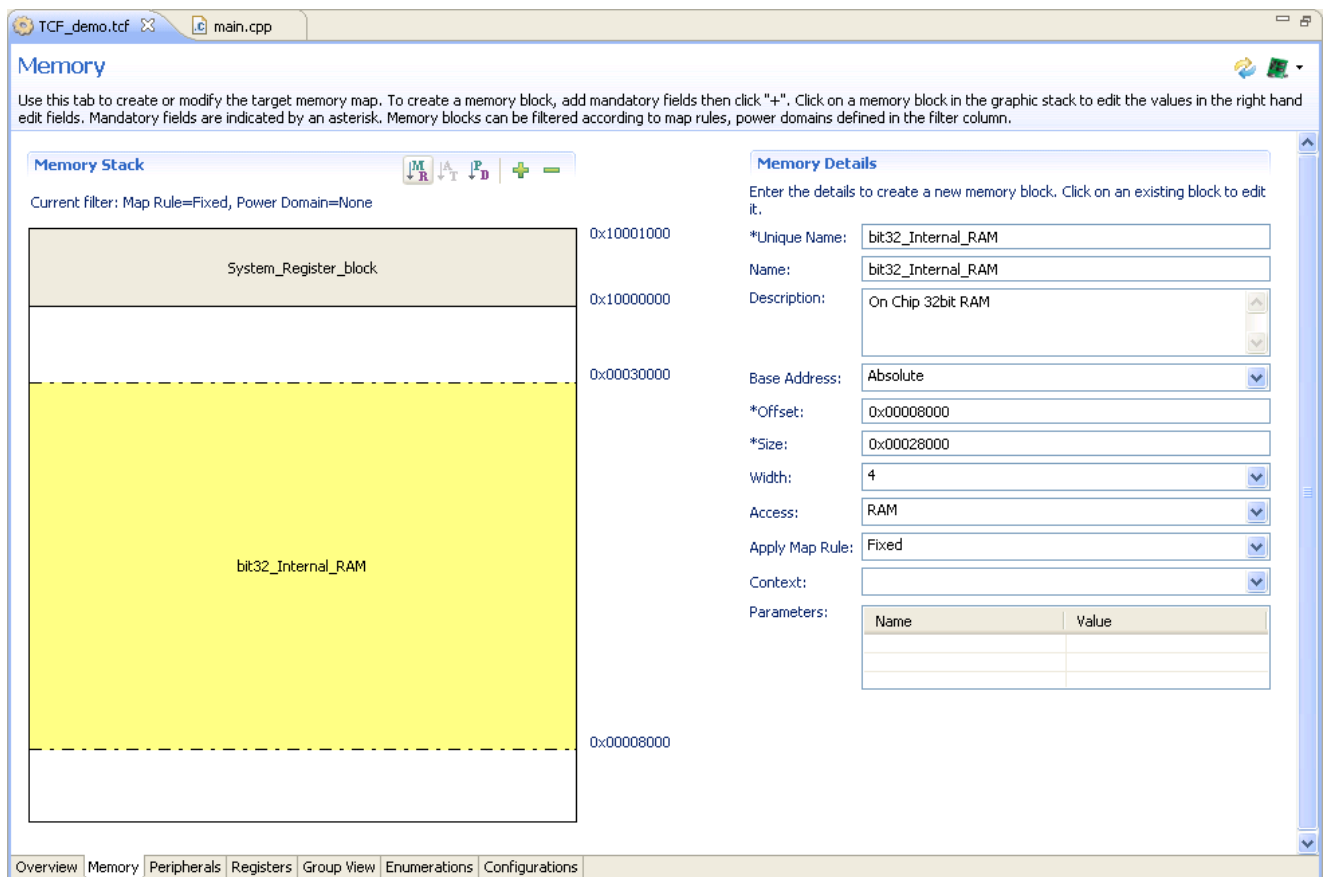 TCF_demo.tcf
main.cpp
Memory
Use this tab to create or modify the target memory map. To create a memory block, add mandatory fields then click "+". Click on a memory block in the graphic stack to edit the values in the right hand
edit fields. Mandatory fields are indicated by an asterisk. Memory blocks can be filtered according to map rules, power domains defined in the filter column.
Memory Stack
M R
A T
P D
Current filter: Map Rule=Fixed, Power Domain=None
0x10001000
System_Register_block
0x10000000
0x00030000
bit32_Internal_RAM
0x00008000
Memory Details
Enter the details to create a new memory block. Click on an existing block to edit
it.
*Unique Name: bit32_Internal_RAM
Name: bit32_Internal_RAM
Description: On Chip 32bit RAM
Base Address: Absolute
*Offset: 0x00008000
*Size: 0x00028000
Width: 4
Access: RAM
Apply Map Rule: Fixed
Context:
Parameters:
Name Value
Overview Memory Peripherals Registers Group View Enumerations Configurations